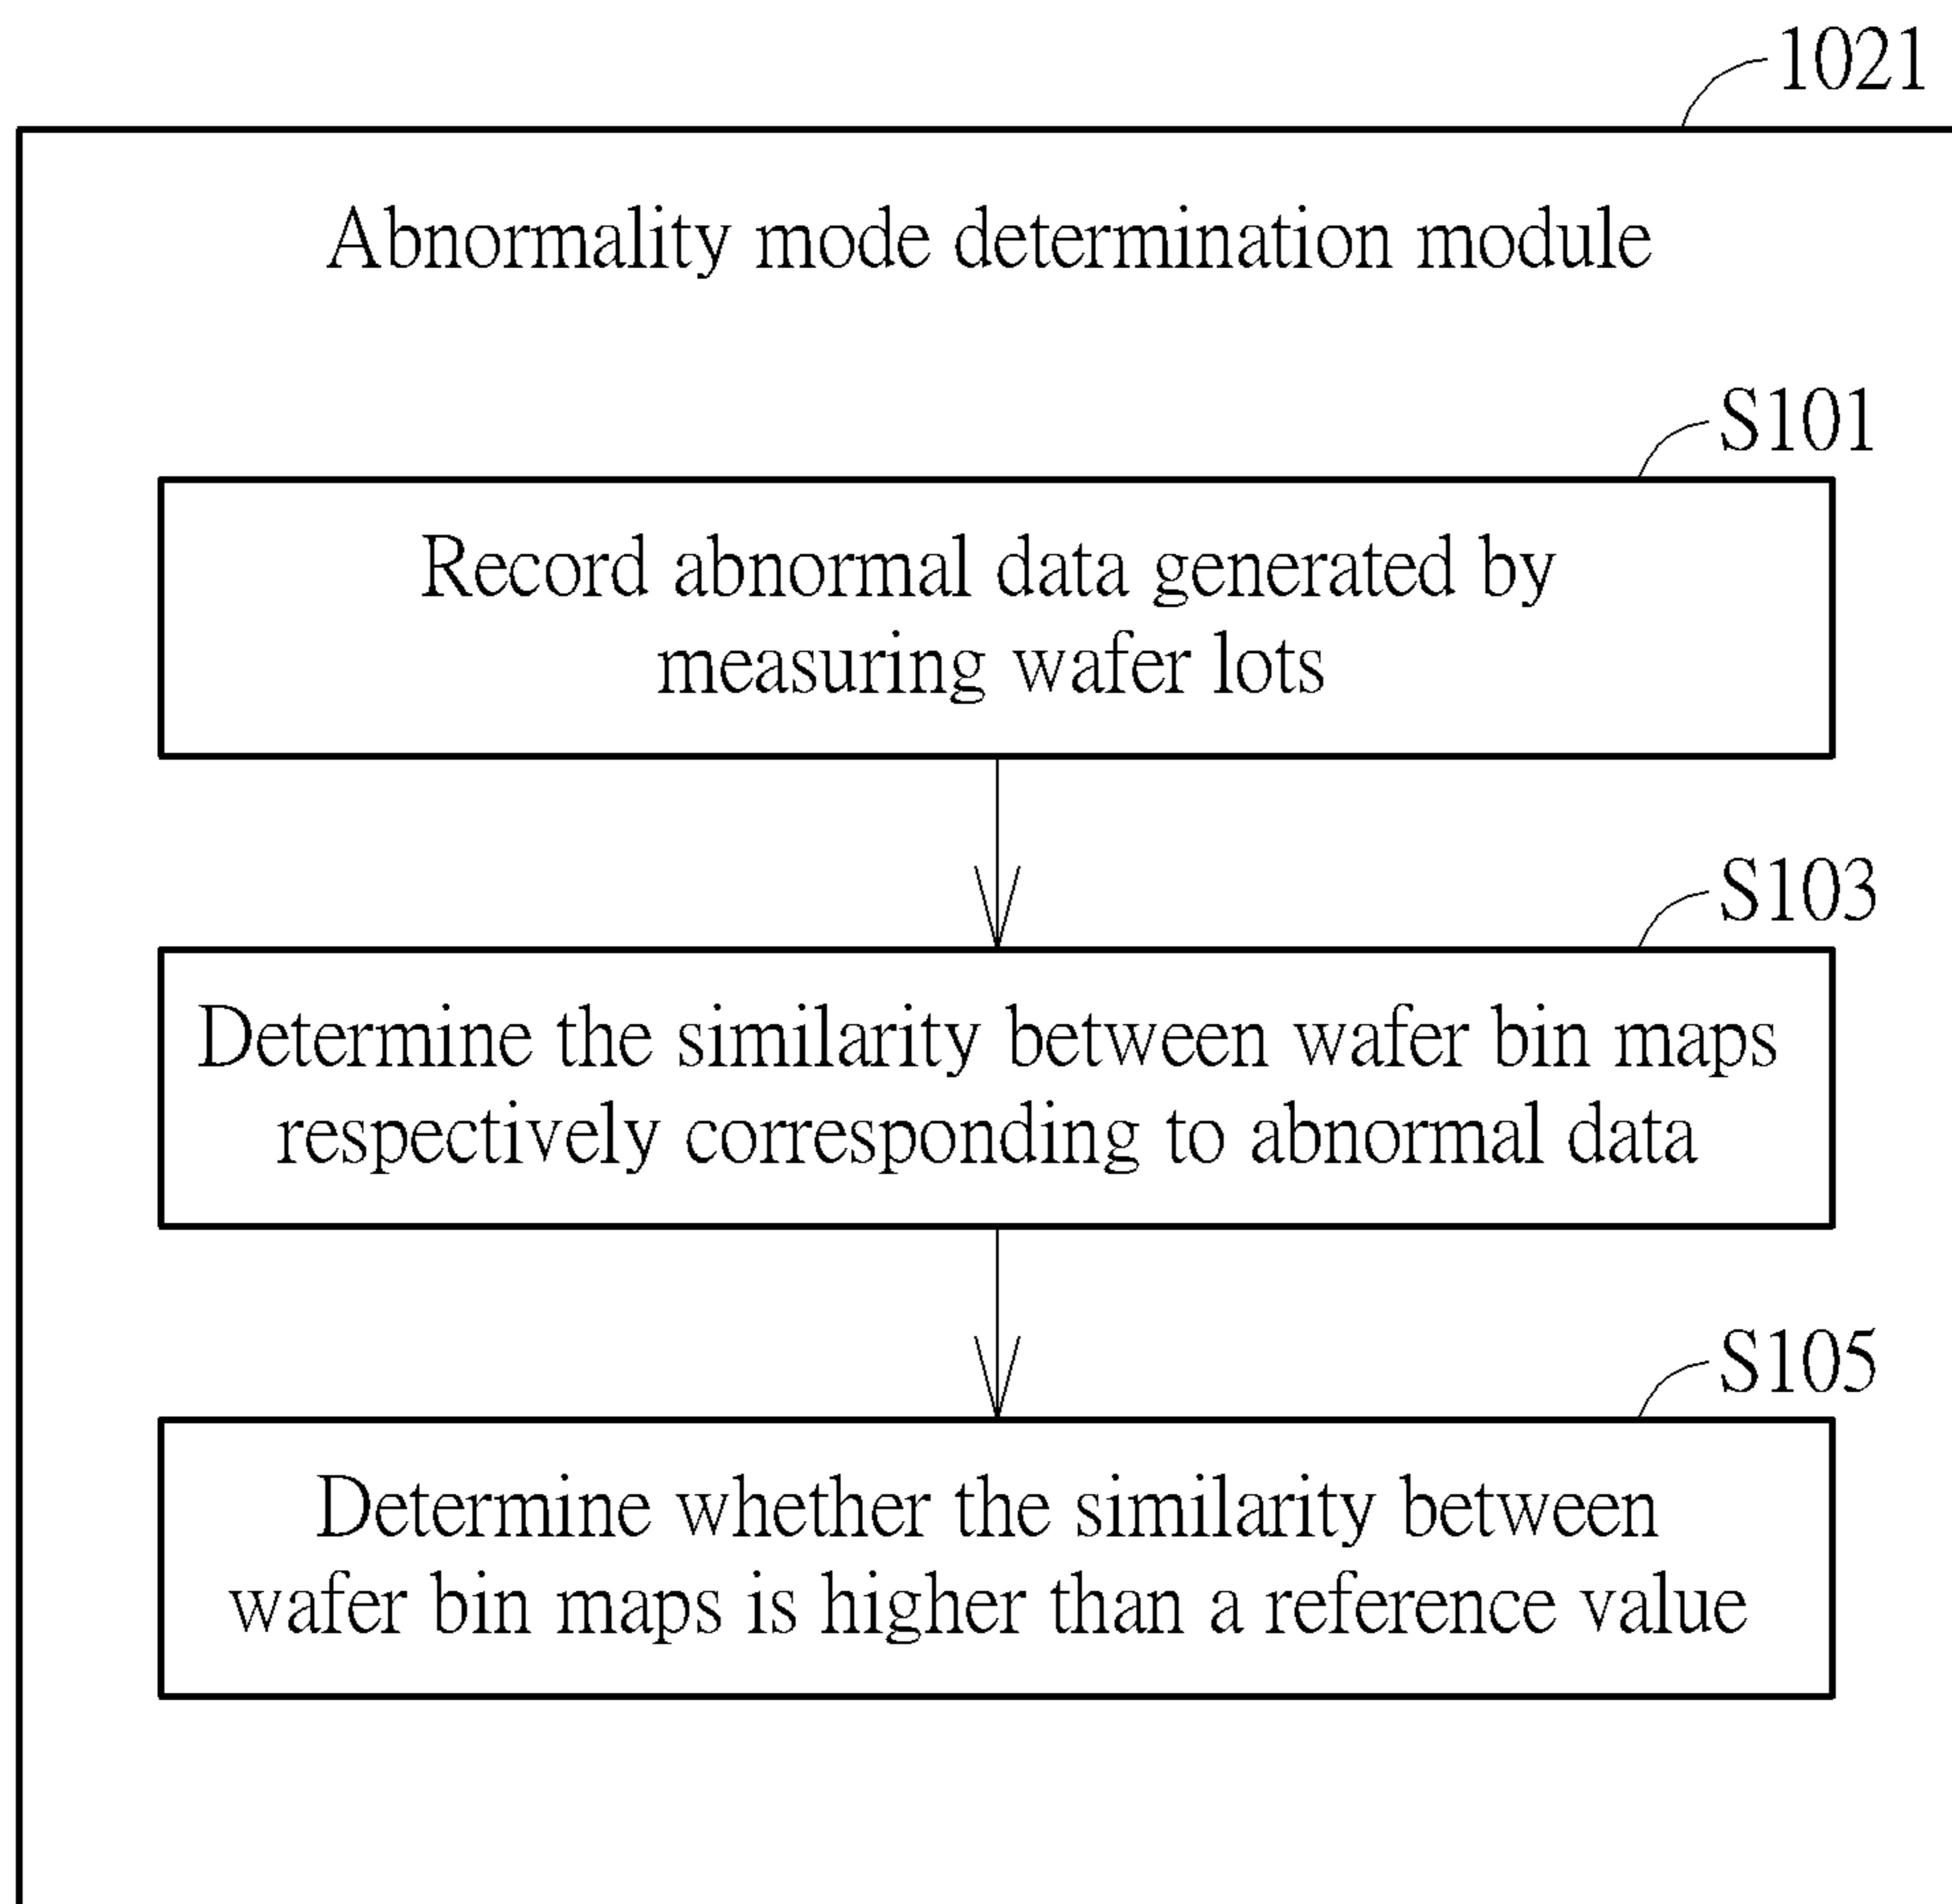 1021
Abnormality mode determination module
S101
Record abnormal data generated by
measuring wafer lots
S103
Determine the similarity between wafer bin maps
respectively corresponding to abnormal data
S105
Determine whether the similarity between
wafer bin maps is higher than a reference value